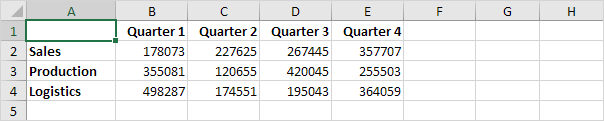 A B C D E F G H
1 Quarter 1 Quarter 2 Quarter 3 Quarter 4
2 Sales 178073 227625 267445 357707
3 Production 355081 120655 420045 255503
4 Logistics 498287 174551 195043 364059
5